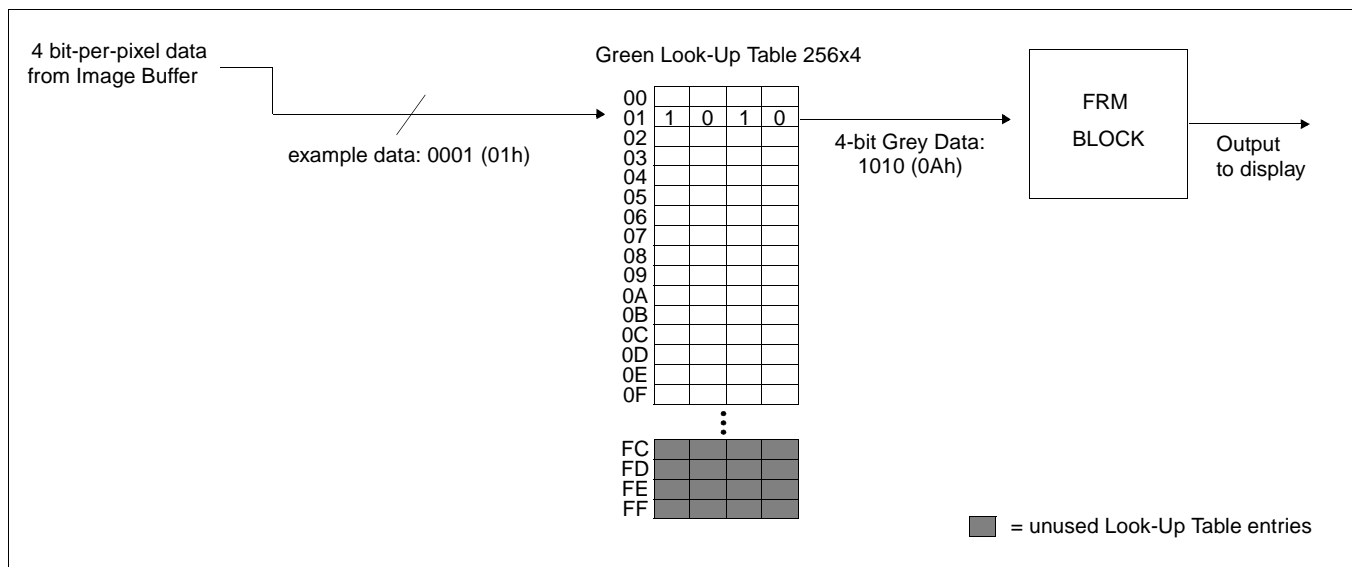 4 bit-per-pixel data
from Image Buffer
example data: 0001 (01h)
Green Look-Up Table 256x4
00
01 1 0 1 0
02
03
04
05
06
07
08
09
0A
0B
0C
0D
0E
0F
FC
FD
FE
FF
4-bit Grey Data:
1010 (0Ah)
FRM
BLOCK
Output
to display
= unused Look-Up Table entries